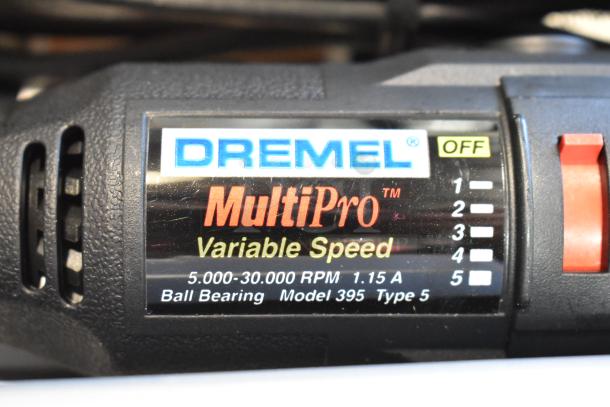 DREMEL® OFF
MultiPro™
1
2
Variable Speed
3
4
5.000-30.000 RPM 1.15 A
5
Ball Bearing Model 395 Type 5